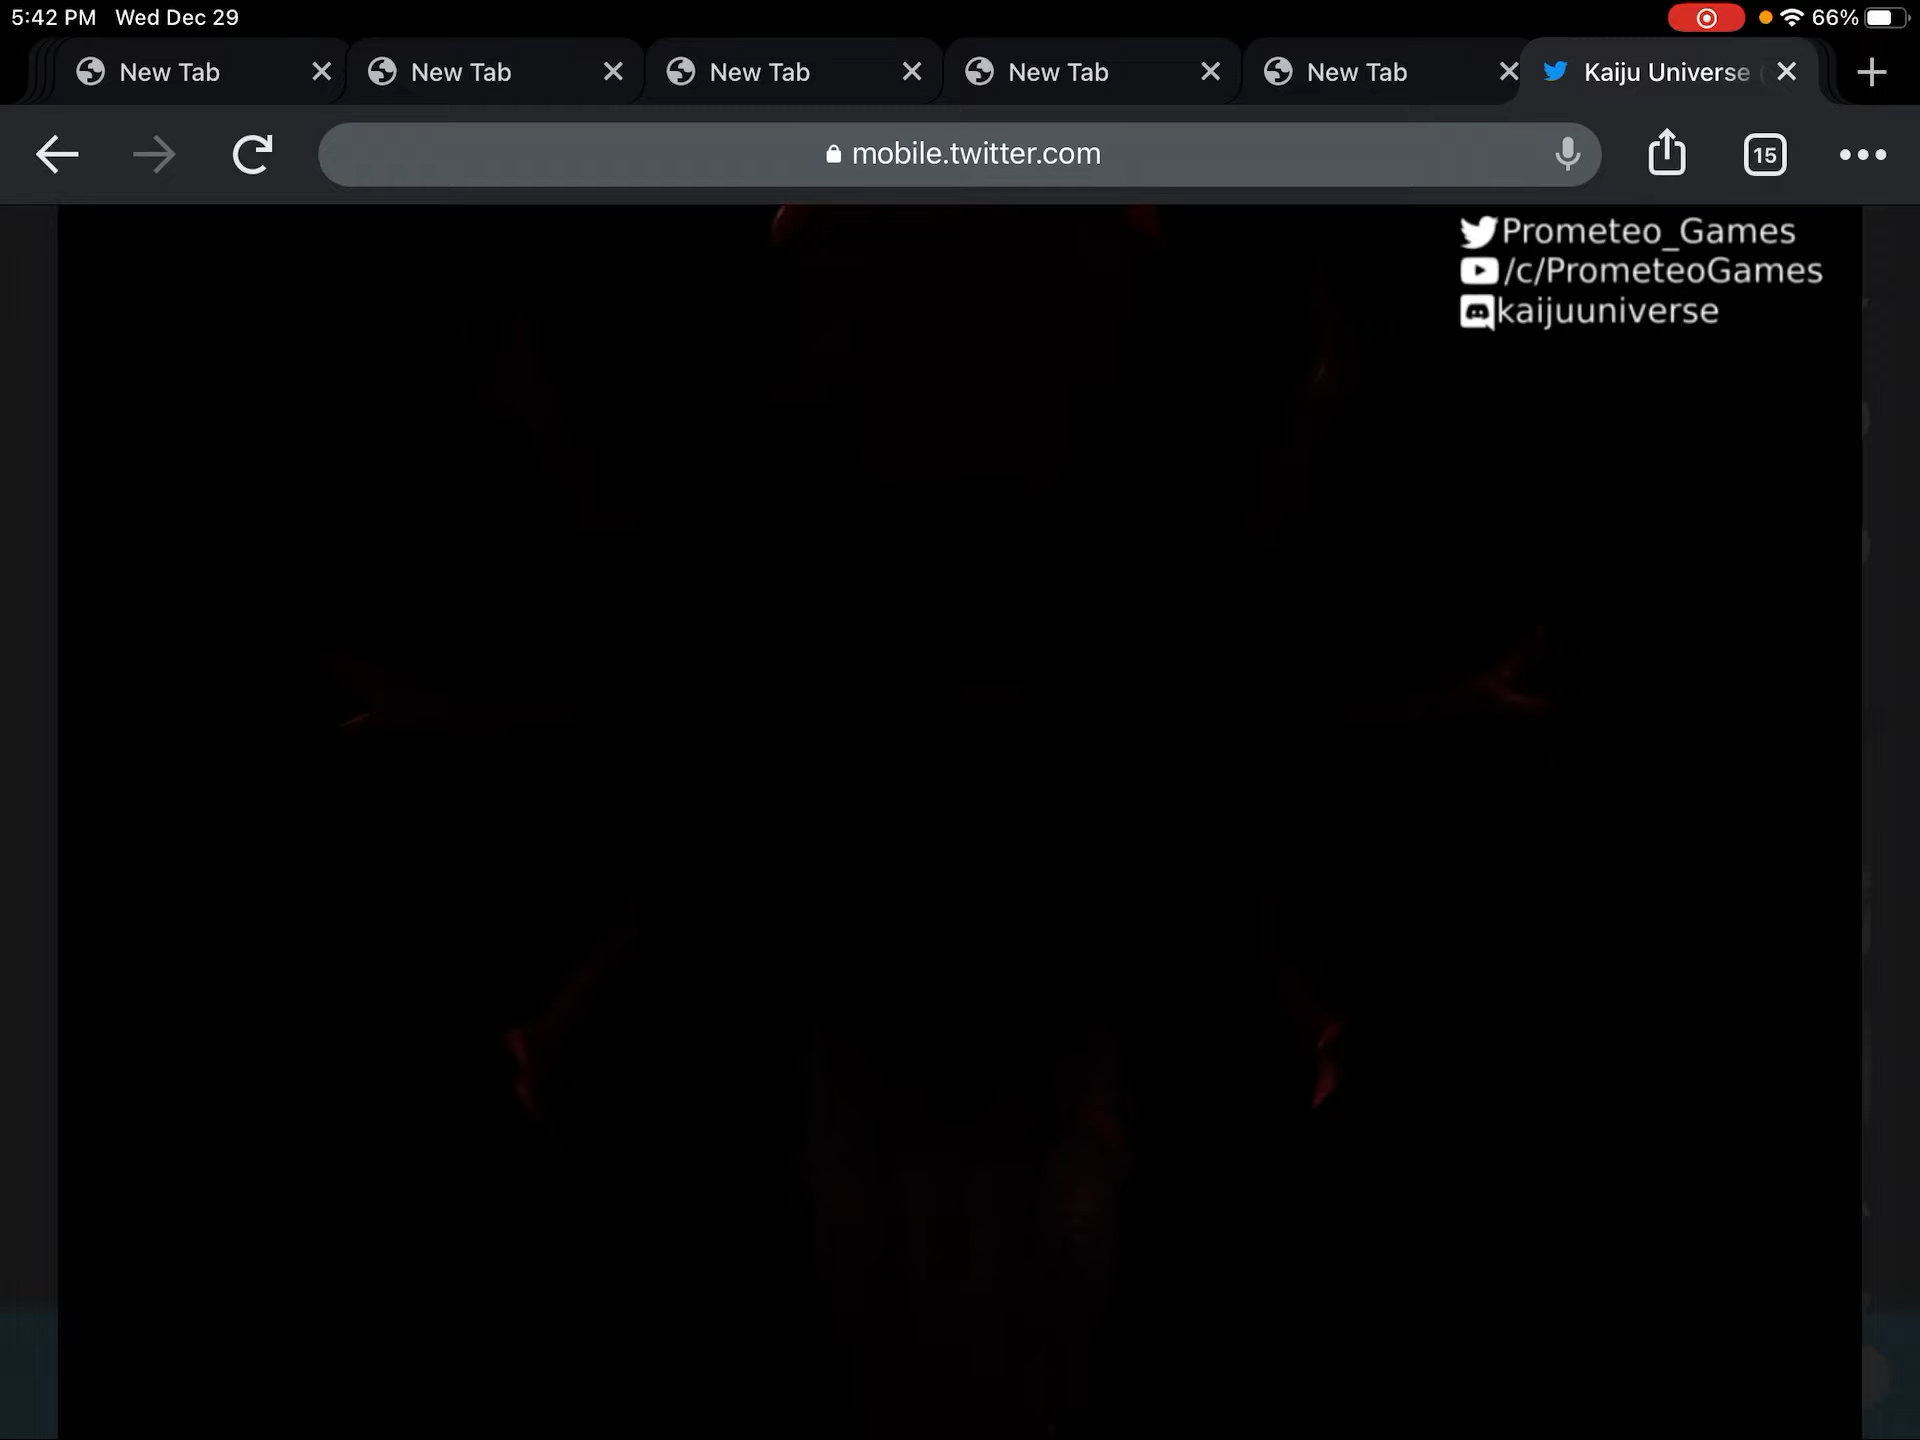 5:42 PM Wed Dec 29
66%
New Tab
New Tab
New Tab
New Tab
New Tab
Kaiju Universe
mobile.twitter.com
15
Prometeo_Games
/c/PrometeoGames
kaijuuniverse